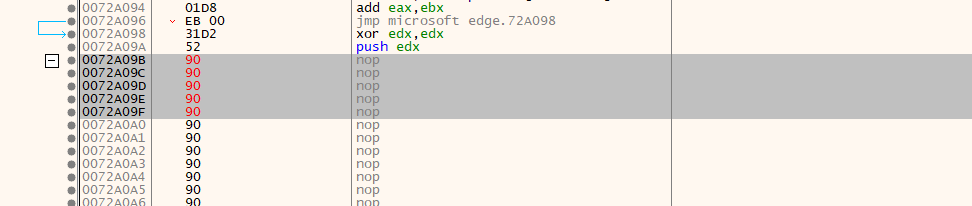 0072A094 01D8 add eax,ebx
0072A096 EB 00 jmp microsoft edge.72A098
0072A098 31D2 xor edx,edx
0072A09A 52 push edx
0072A09B 90 nop
0072A09C 90 nop
0072A09D 90 nop
0072A09E 90 nop
0072A09F 90 nop
0072A0A0 90 nop
0072A0A1 90 nop
0072A0A2 90 nop
0072A0A3 90 nop
0072A0A4 90 nop
0072A0A5 90 nop
0072A0A6 90 nop